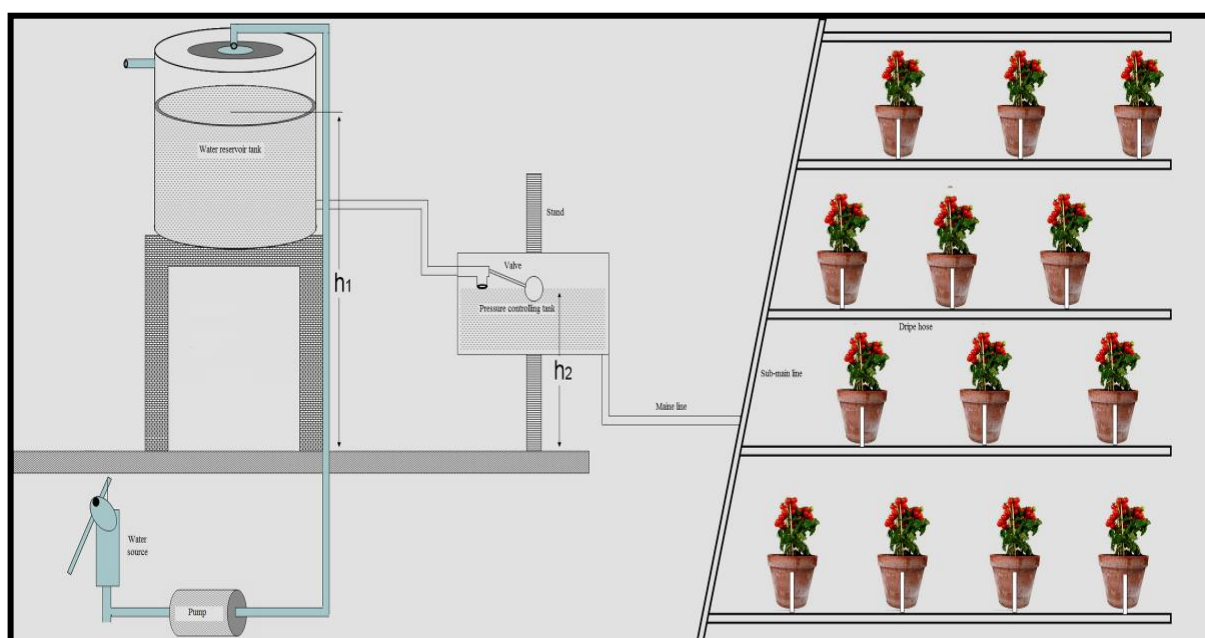 Water reservoir tank
h1
Stand
Valve
Pressure controlling tank
h2
Maine line
Dripe hose
Sub-main line
Water
source
Pump